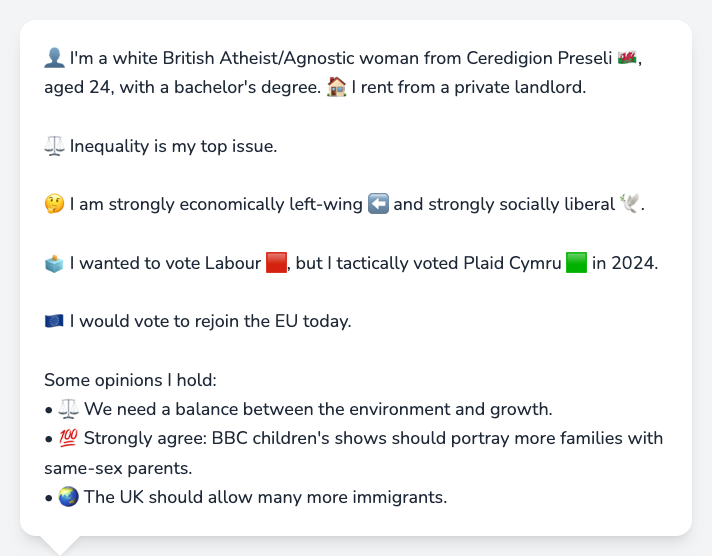 👤 I'm a white British Atheist/Agnostic woman from Ceredigion Preseli 🏴󠁧󠁢󠁷󠁬󠁳󠁿,
aged 24, with a bachelor's degree. 🏠 I rent from a private landlord.
⚖️ Inequality is my top issue.
🤔 I am strongly economically left-wing ⬅️ and strongly socially liberal 🕊️.
🗳️ I wanted to vote Labour 🟥, but I tactically voted Plaid Cymru 🟩 in 2024.
🇪🇺 I would vote to rejoin the EU today.
Some opinions I hold:
• ⚖️ We need a balance between the environment and growth.
• 💯 Strongly agree: BBC children's shows should portray more families with
same-sex parents.
• 🌏 The UK should allow many more immigrants.